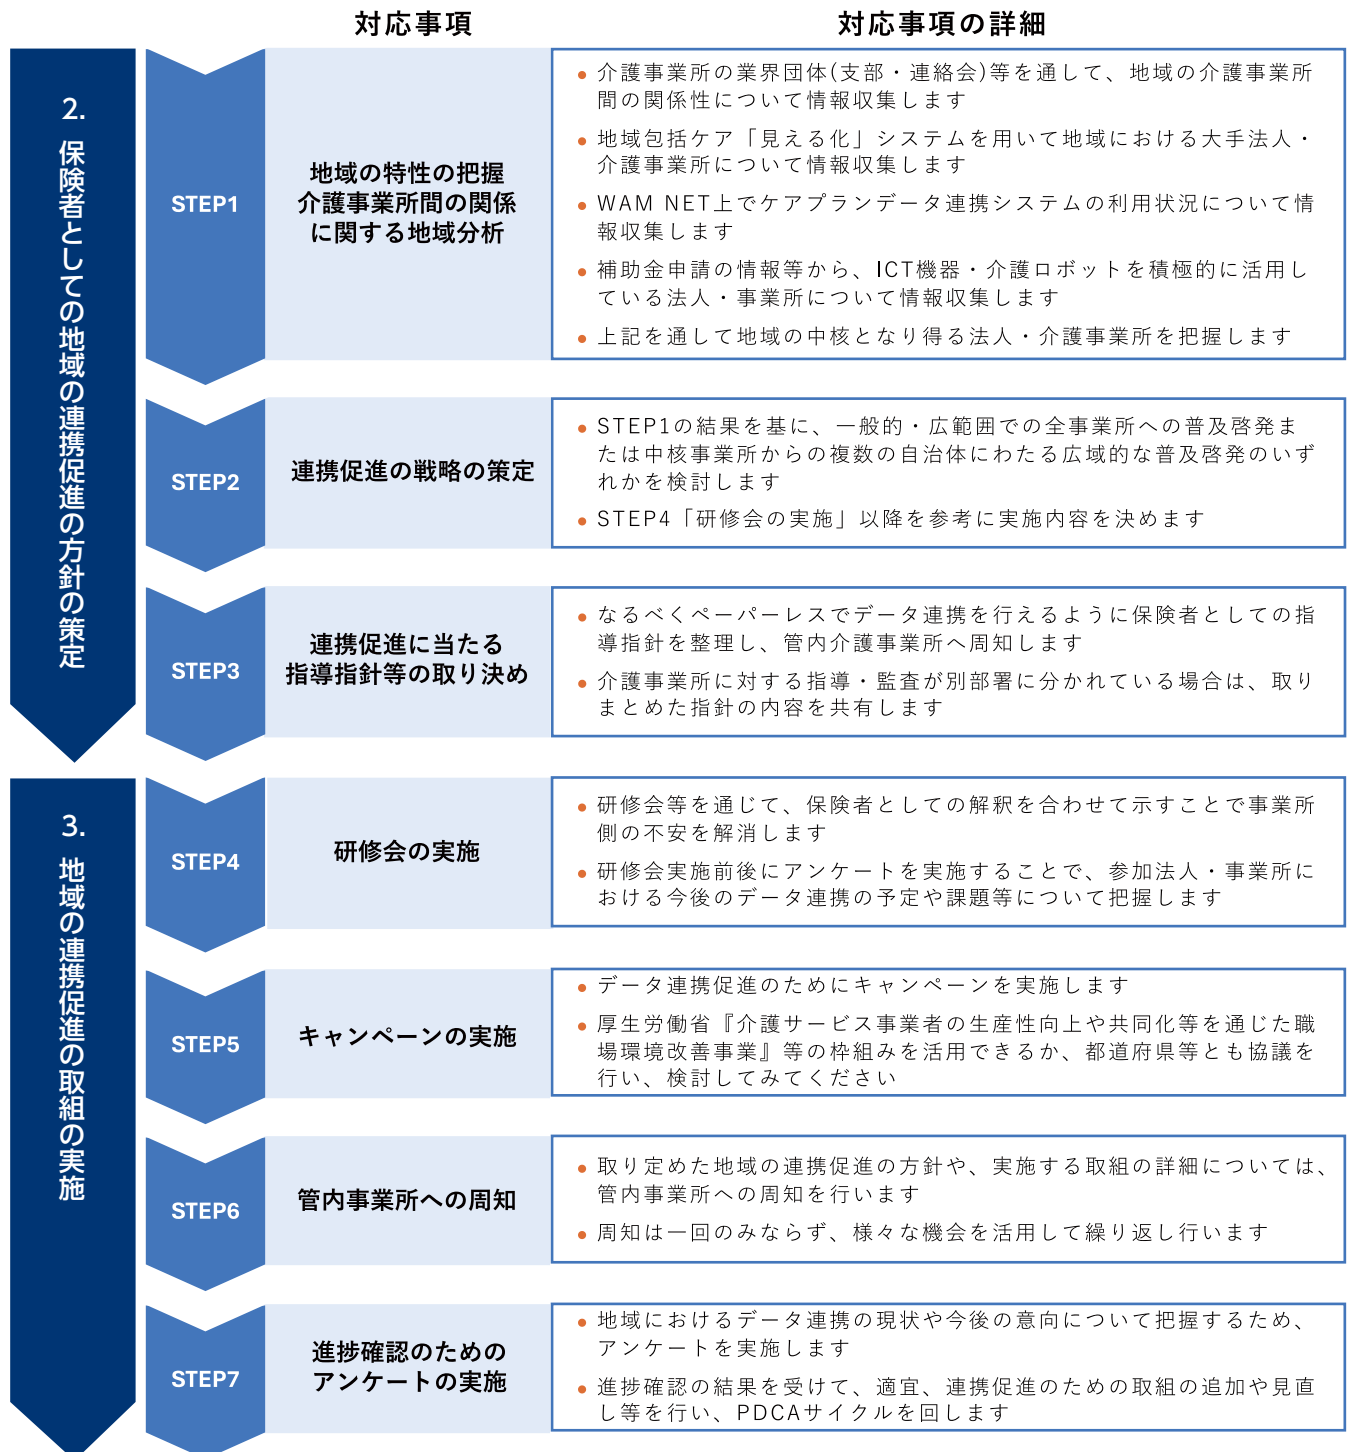 対応事項
対応事項の詳細
2. 保険者としての地域の連携促進の方針の策定
STEP1
地域の特性の把握
介護事業所間の関係
に関する地域分析
● 介護事業所の業界団体(支部・連絡会)等を通して、地域の介護事業所
間の関係性について情報収集します
● 地域包括ケア「見える化」システムを用いて地域における大手法人・
介護事業所について情報収集します
● WAM NET上でケアプランデータ連携システムの利用状況について情
報収集します
● 補助金申請の情報等から、ICT機器・介護ロボットを積極的に活用し
ている法人・事業所について情報収集します
● 上記を通して地域の中核となり得る法人・介護事業所を把握します
STEP2
連携促進の戦略の策定
● STEP1の結果を基に、一般的・広範囲での全事業所への普及啓発ま
たは中核事業所からの複数の自治体にわたる広域的な普及啓発のいず
れかを検討します
● STEP4「研修会の実施」以降を参考に実施内容を決めます
STEP3
連携促進に当たる
指導指針等の取り決め
● なるべくペーパーレスでデータ連携を行えるように保険者としての指
導指針を整理し、管内介護事業所へ周知します
● 介護事業所に対する指導・監査が別部署に分かれている場合は、取り
まとめた指針の内容を共有します
3. 地域の連携促進の取組の実施
STEP4
研修会の実施
● 研修会等を通じて、保険者としての解釈を合わせて示すことで事業所
側の不安を解消します
● 研修会実施前後にアンケートを実施することで、参加法人・事業所に
おける今後のデータ連携の予定や課題等について把握します
STEP5
キャンペーンの実施
● データ連携促進のためにキャンペーンを実施します
● 厚生労働省『介護サービス事業者の生産性向上や共同化等を通じた職
場環境改善事業』等の枠組みを活用できるか、都道府県等とも協議を
行い、検討してみてください
STEP6
管内事業所への周知
● 取り定めた地域の連携促進の方針や、実施する取組の詳細については、
管内事業所への周知を行います
● 周知は一回のみならず、様々な機会を活用して繰り返し行います
STEP7
進捗確認のための
アンケートの実施
● 地域におけるデータ連携の現状や今後の意向について把握するため、
アンケートを実施します
● 進捗確認の結果を受けて、適宜、連携促進のための取組の追加や見直
し等を行い、PDCAサイクルを回します